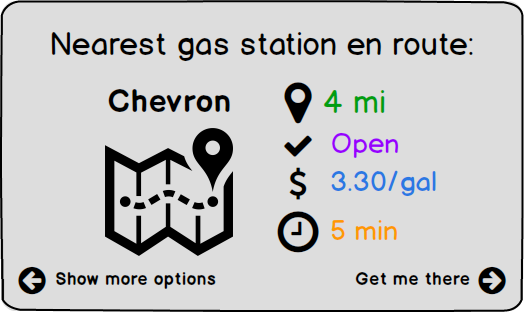 Nearest gas station en route:
Chevron
4 mi
Open
$ 3.30/gal
5 min
Show more options
Get me there